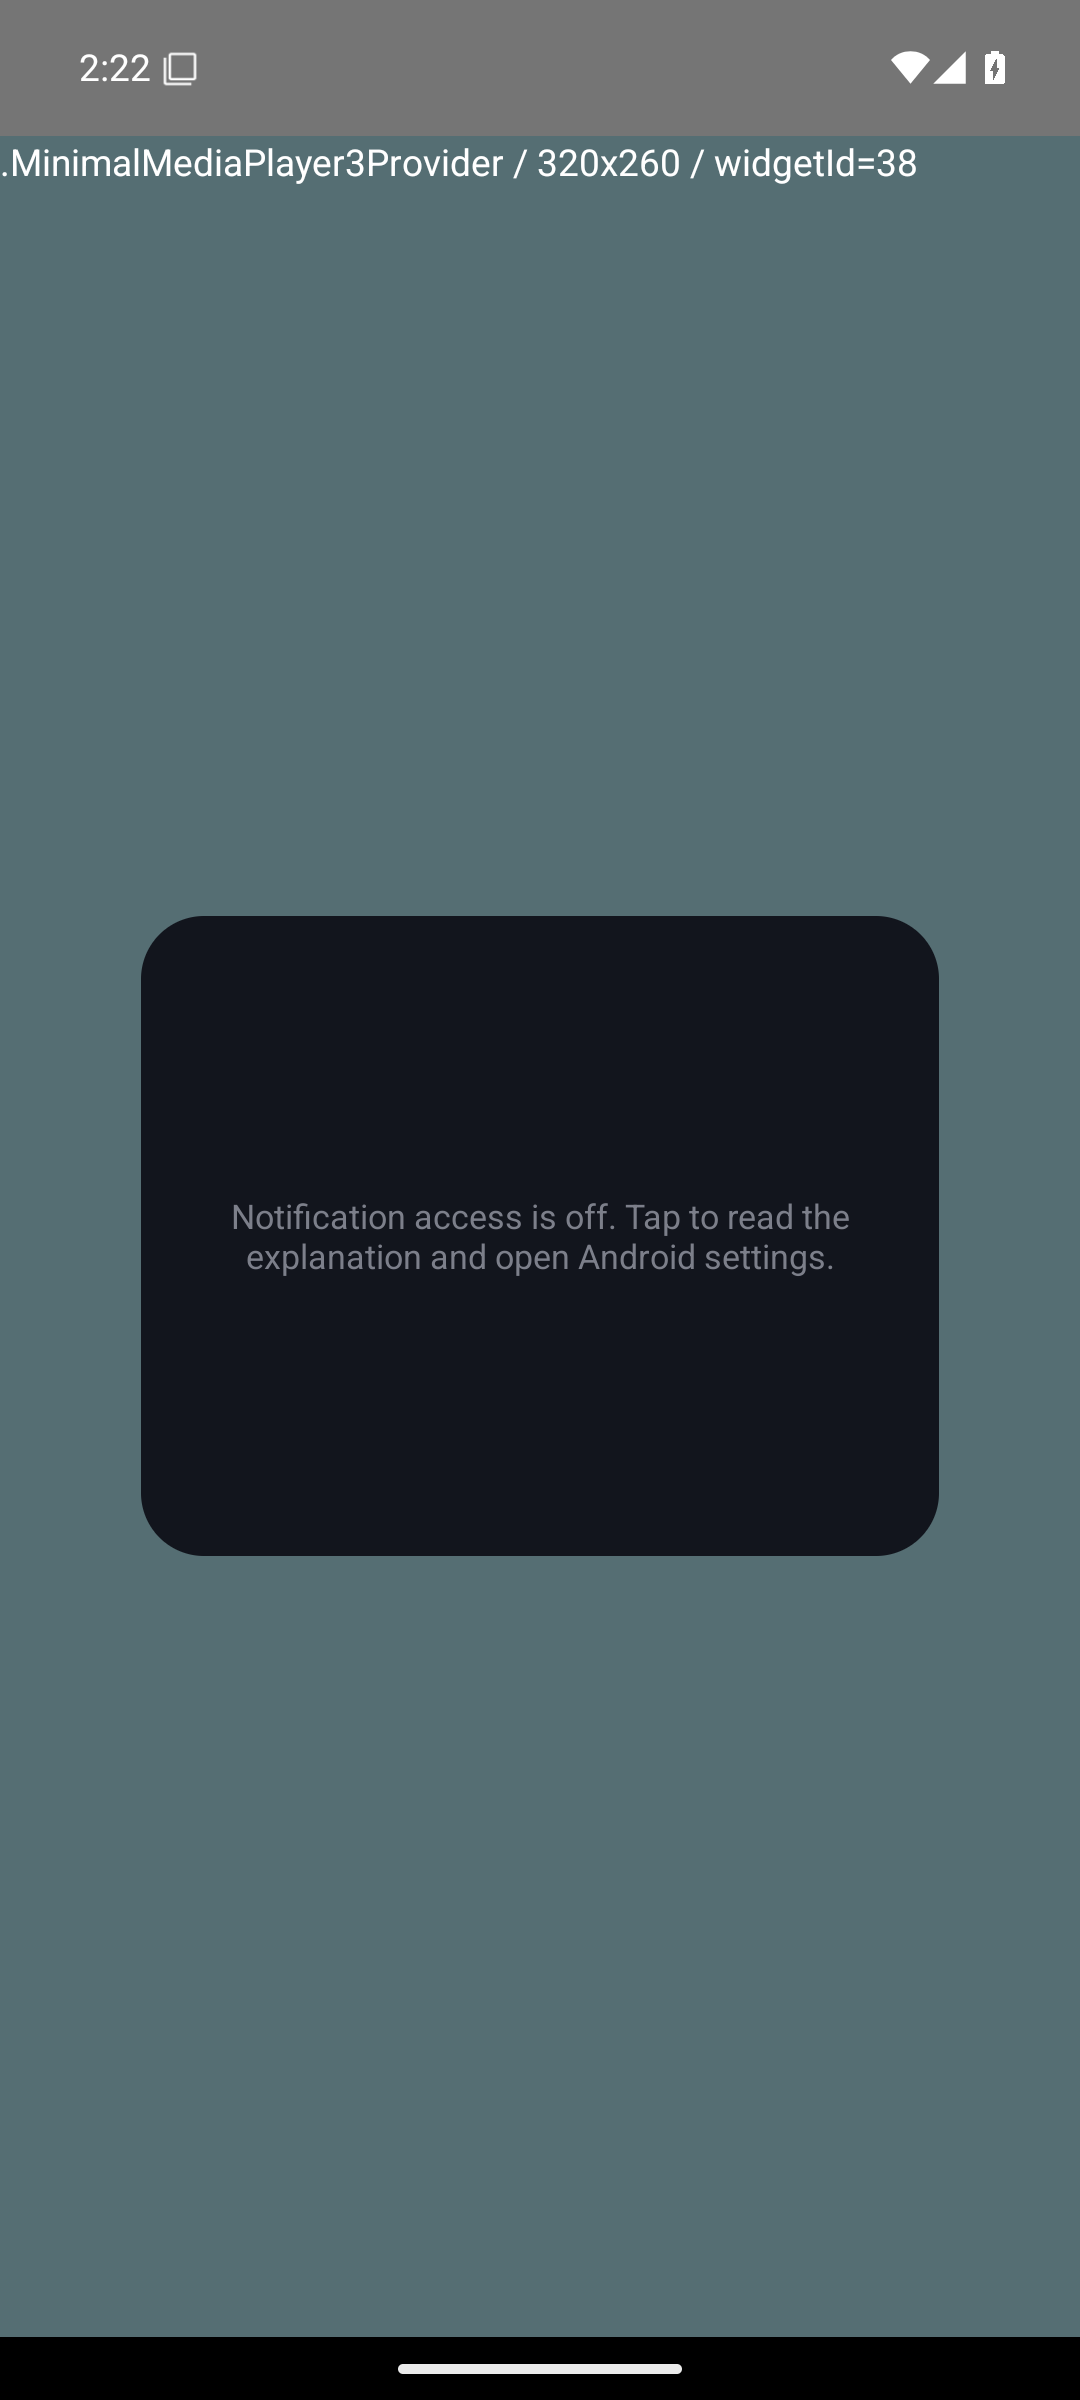 2:22
.MinimalMediaPlayer3Provider / 320x260 / widgetId=38
Notification access is off. Tap to read the
explanation and open Android settings.